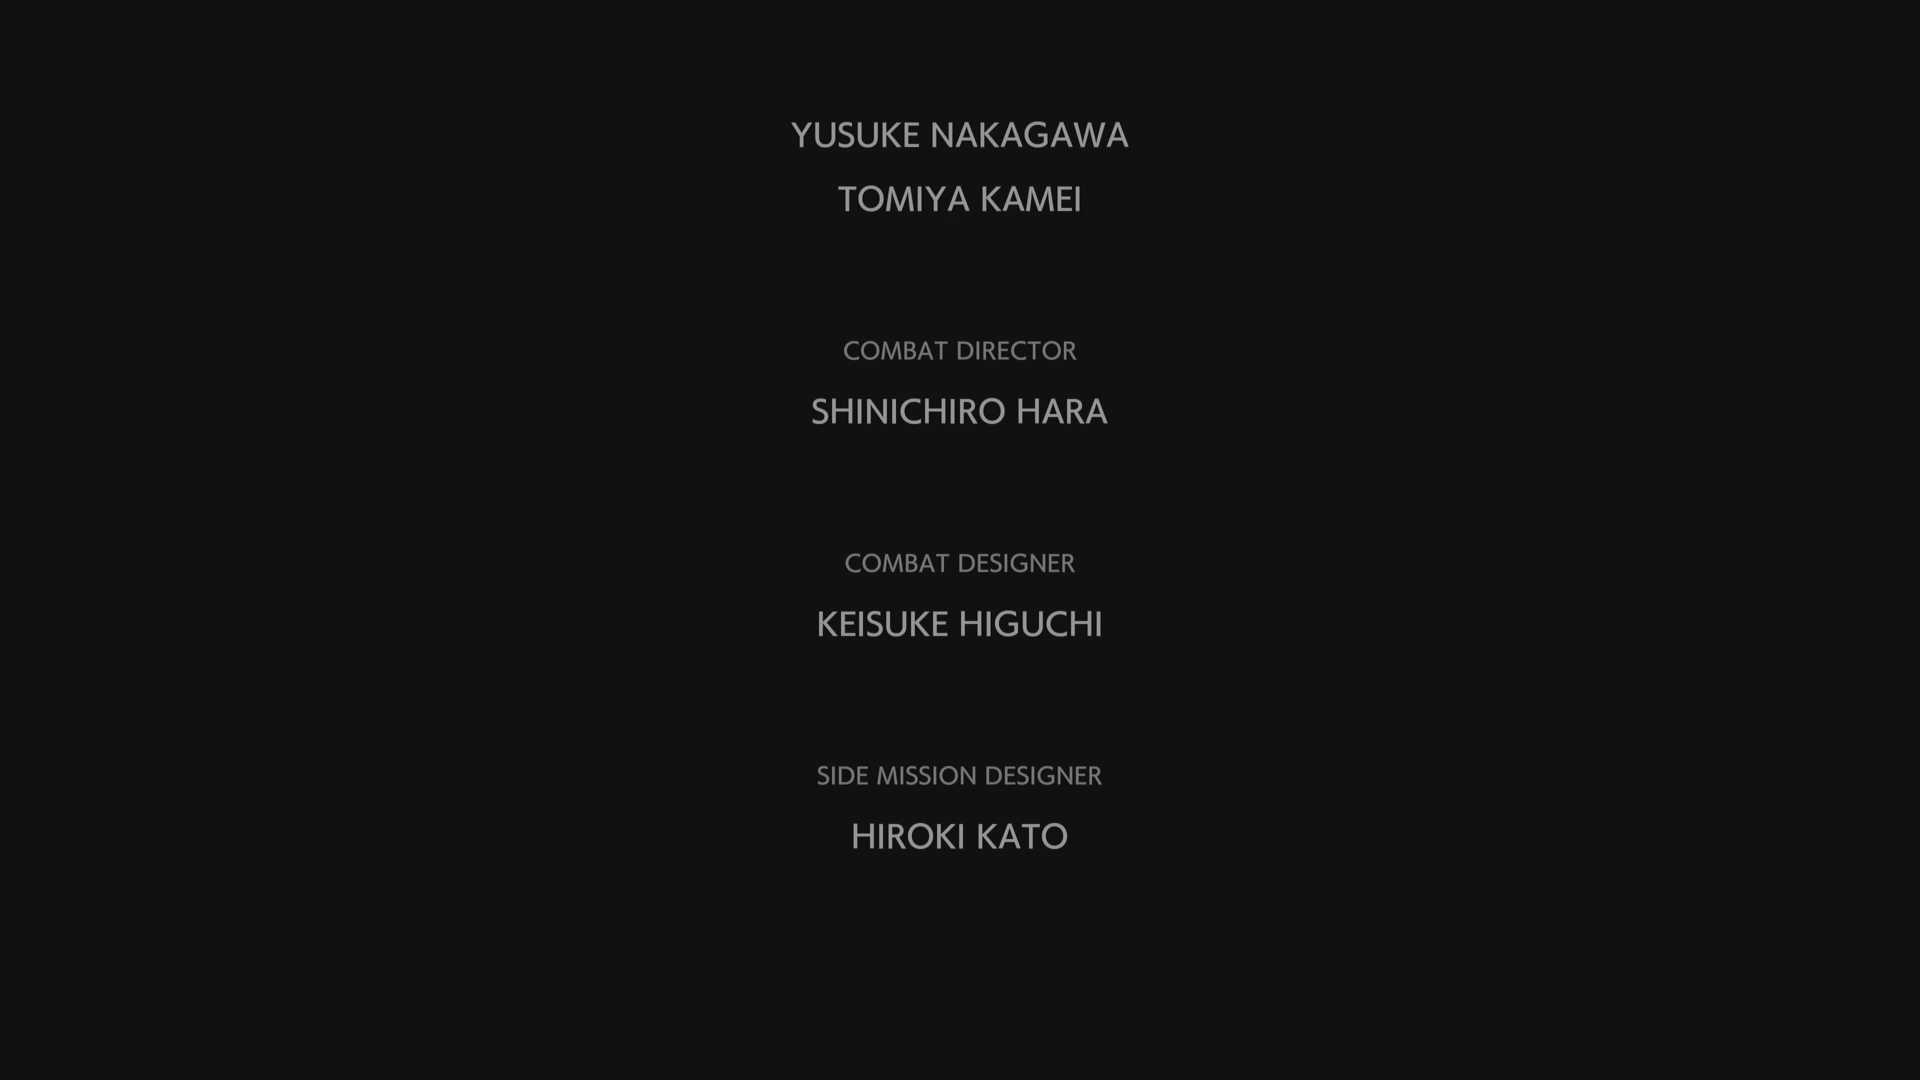 YUSUKE NAKAGAWA
TOMIYA KAMEI
COMBAT DIRECTOR
SHINICHIRO HARA
COMBAT DESIGNER
KEISUKE HIGUCHI
SIDE MISSION DESIGNER
HIROKI KATO